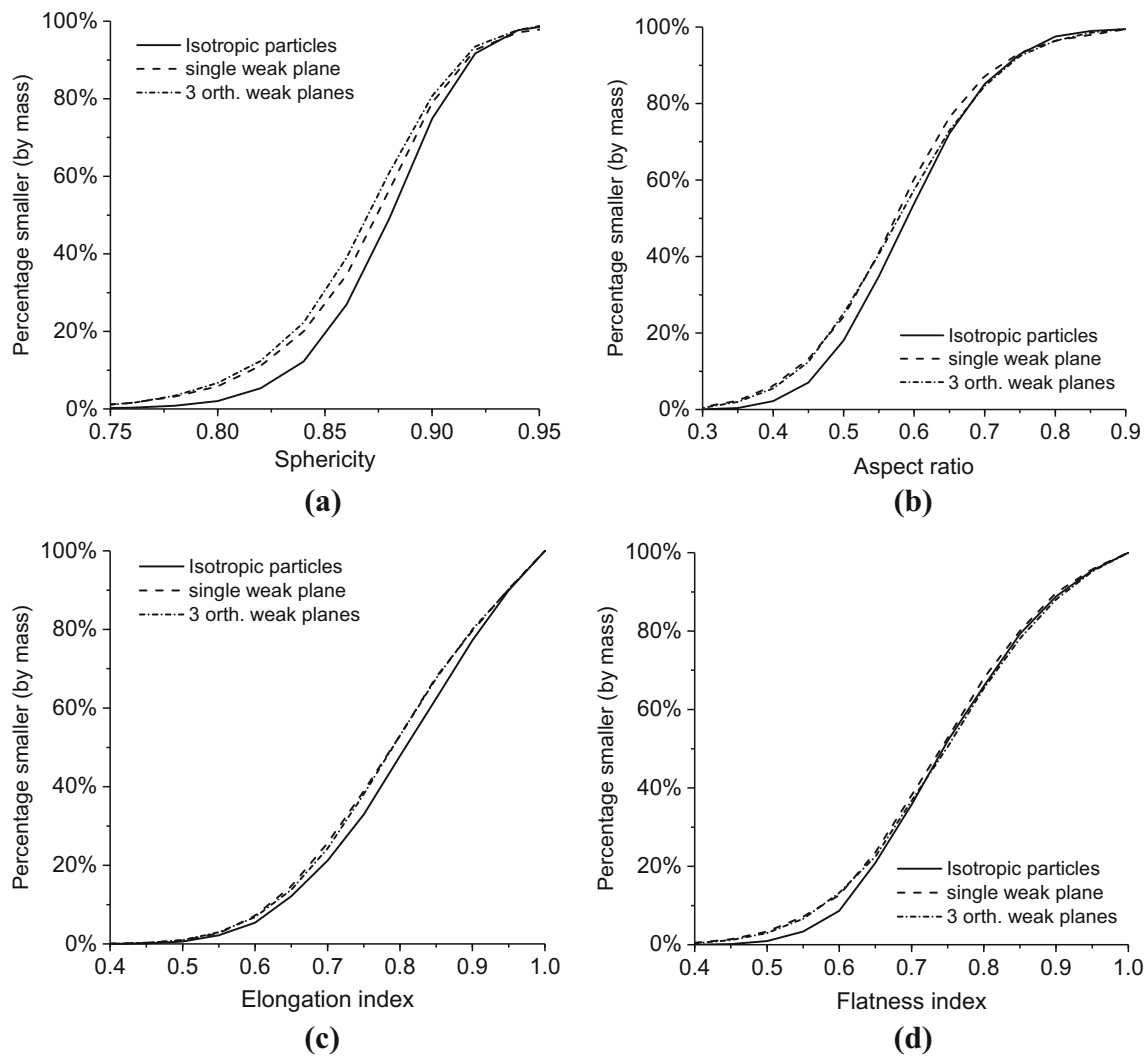 100%
80%
60%
40%
20%
0%
Percentage smaller (by mass)
Isotropic particles
single weak plane
3 orth. weak planes
0.75 0.80 0.85 0.90 0.95
Sphericity
(a)
100%
80%
60%
40%
20%
0%
Percentage smaller (by mass)
Isotropic particles
single weak plane
3 orth. weak planes
0.3 0.4 0.5 0.6 0.7 0.8 0.9
Aspect ratio
(b)
100%
80%
60%
40%
20%
0%
Percentage smaller (by mass)
Isotropic particles
single weak plane
3 orth. weak planes
0.4 0.5 0.6 0.7 0.8 0.9 1.0
Elongation index
(c)
100%
80%
60%
40%
20%
0%
Percentage smaller (by mass)
Isotropic particles
single weak plane
3 orth. weak planes
0.4 0.5 0.6 0.7 0.8 0.9 1.0
Flatness index
(d)